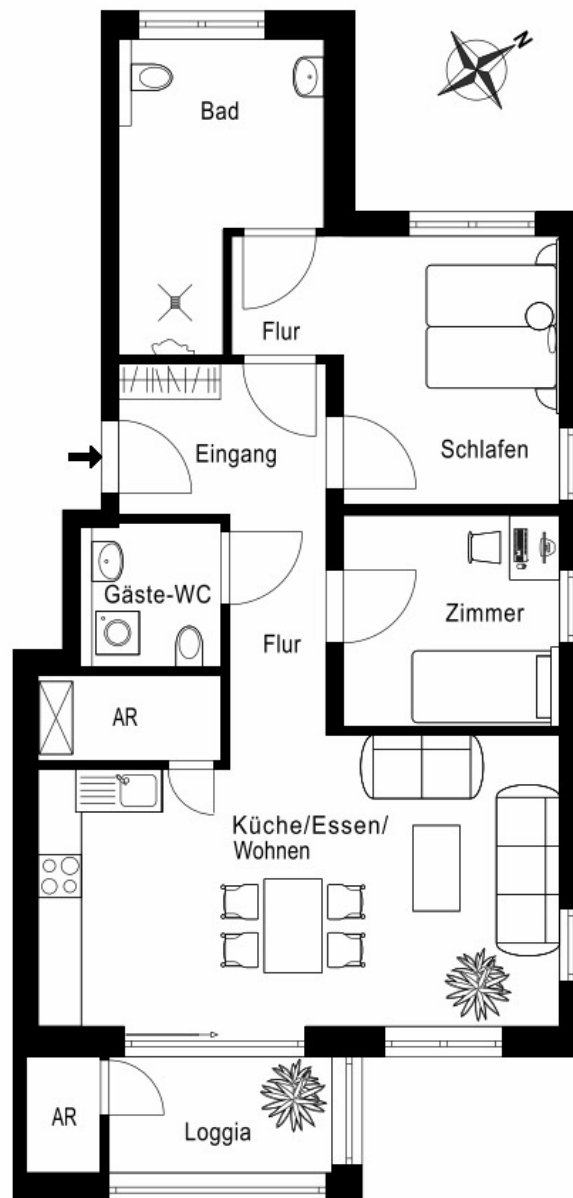 N
Bad
Flur
Eingang
Schlafen
Gäste-WC
Zimmer
Flur
AR
Küche/Essen/
Wohnen
AR
Loggia